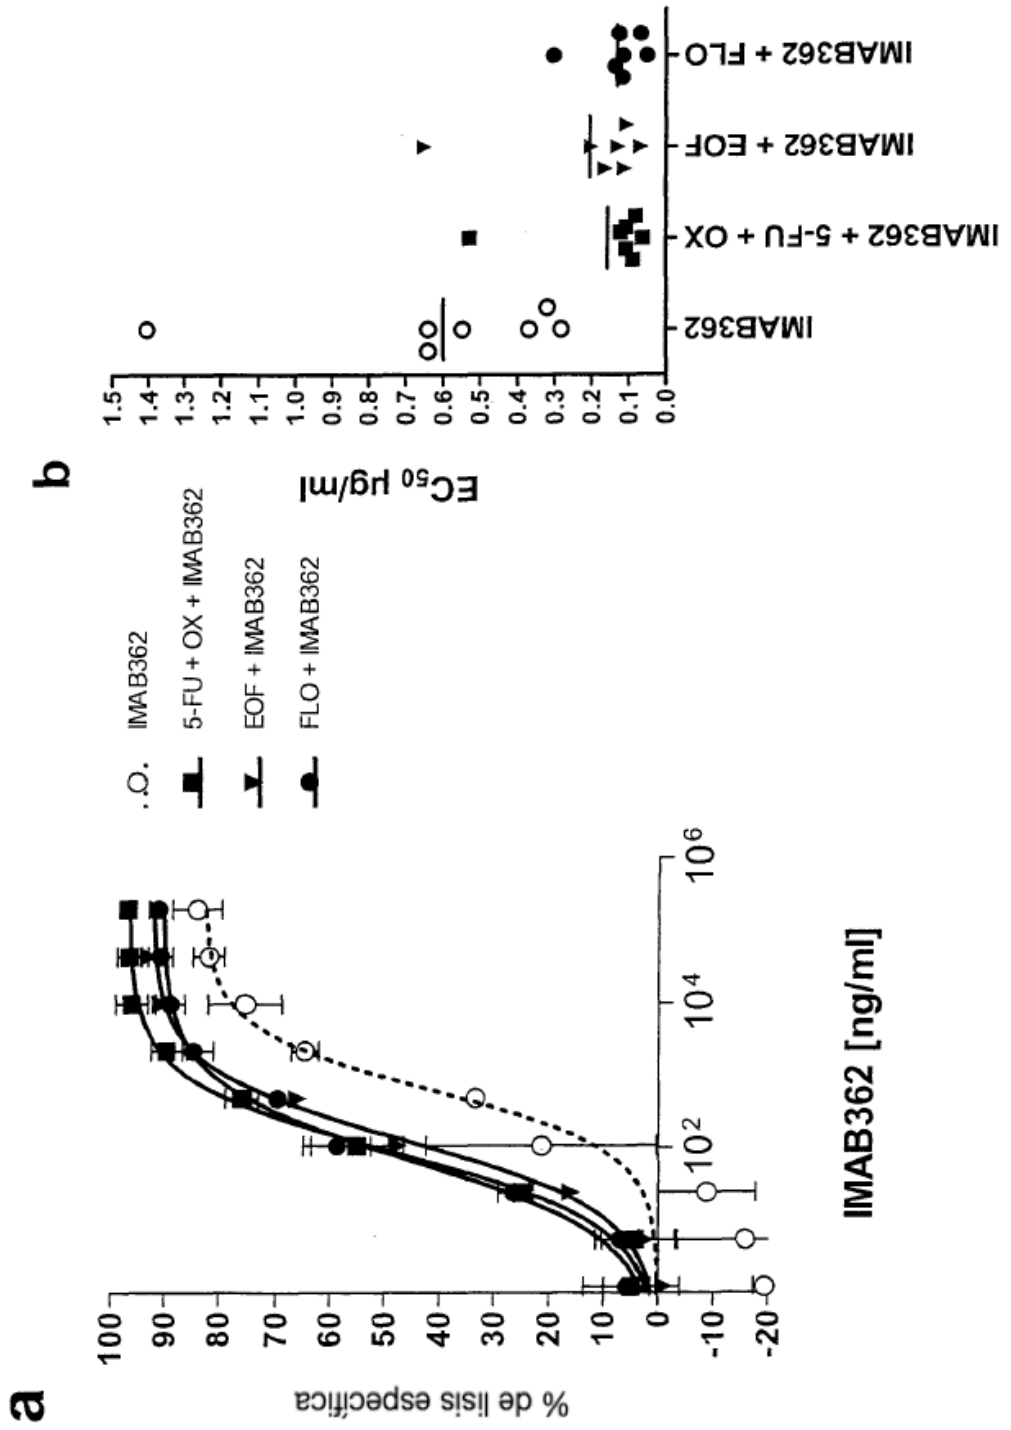 a
% de lisis específica
100
90
80
70
60
50
40
30
20
10
0
-10
-20
10²
10⁴
10⁶
IMAB362 [ng/ml]
IMAB362
5-FU + OX + IMAB362
EOF + IMAB362
FLO + IMAB362
b
EC₅₀ µg/ml
1.5
1.4
1.3
1.2
1.1
1.0
0.9
0.8
0.7
0.6
0.5
0.4
0.3
0.2
0.1
0.0
IMAB362
IMAB362 + 5-FU + OX
IMAB362 + EOF
IMAB362 + FLO